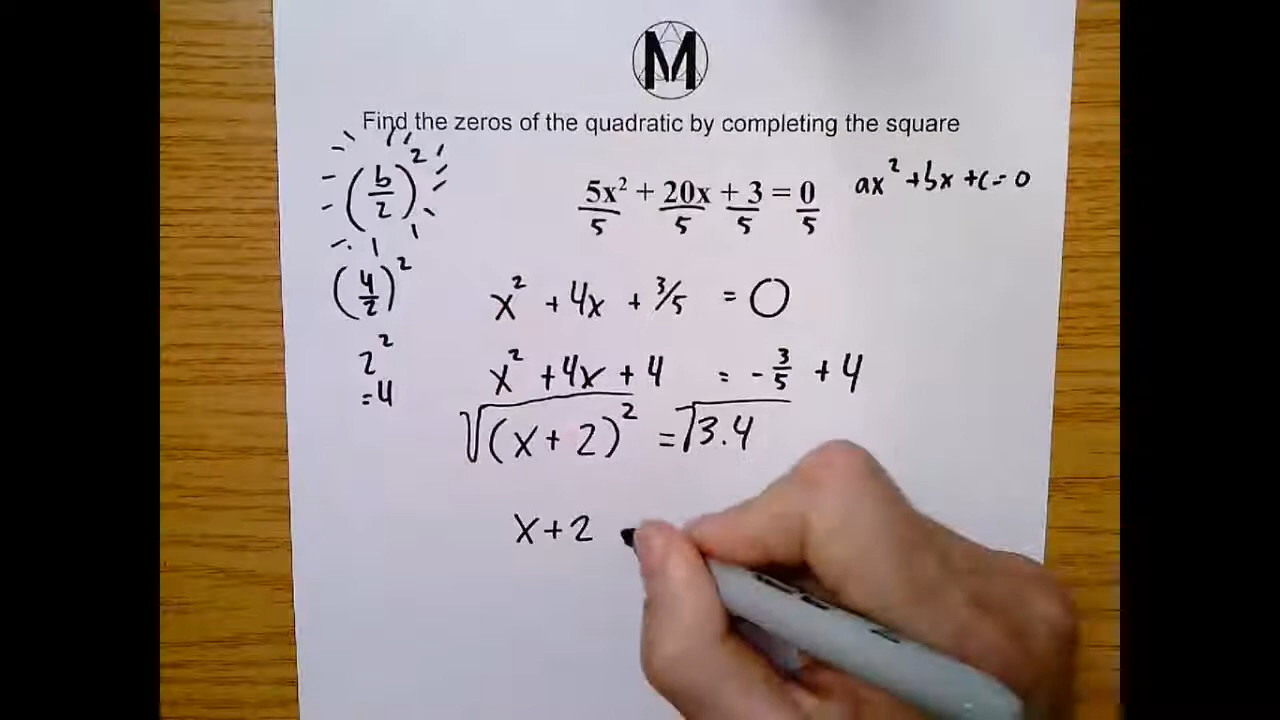 M
Find the zeros of the quadratic by completing the square
(b/2)²
5x² + 20x + 3 = 0
/5 /5 /5 /5
ax² + bx + c = 0
(4/2)²
x² + 4x + 3/5 = 0
2²
= 4
x² + 4x + 4 = -3/5 + 4
√(x + 2)² = √3.4
x + 2